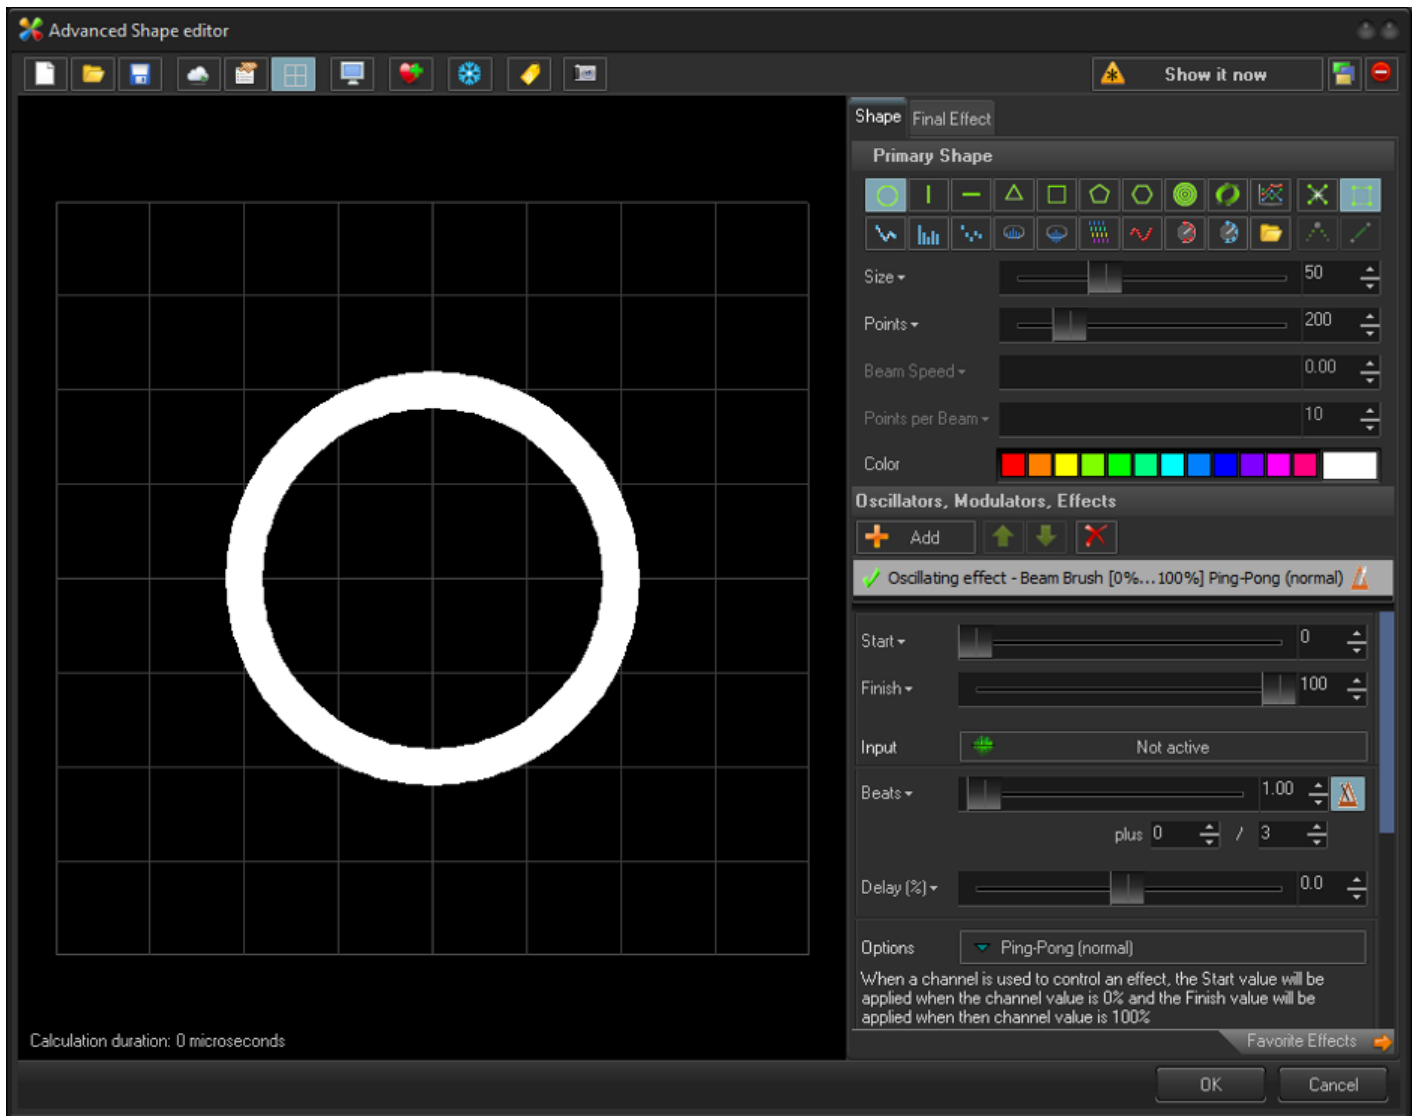 Advanced Shape editor
Show it now
Shape Final Effect
Primary Shape
Size 50
Points 200
Beam Speed 0.00
Points per Beam 10
Color
Oscillators, Modulators, Effects
Add
Oscillating effect - Beam Brush [0%...100%] Ping-Pong (normal)
Start 0
Finish 100
Input Not active
Beats 1.00
plus 0 / 3
Delay (%) 0.0
Options Ping-Pong (normal)
When a channel is used to control an effect, the Start value will be
applied when the channel value is 0% and the Finish value will be
applied when then channel value is 100%
Calculation duration: 0 microseconds
Favorite Effects
OK Cancel